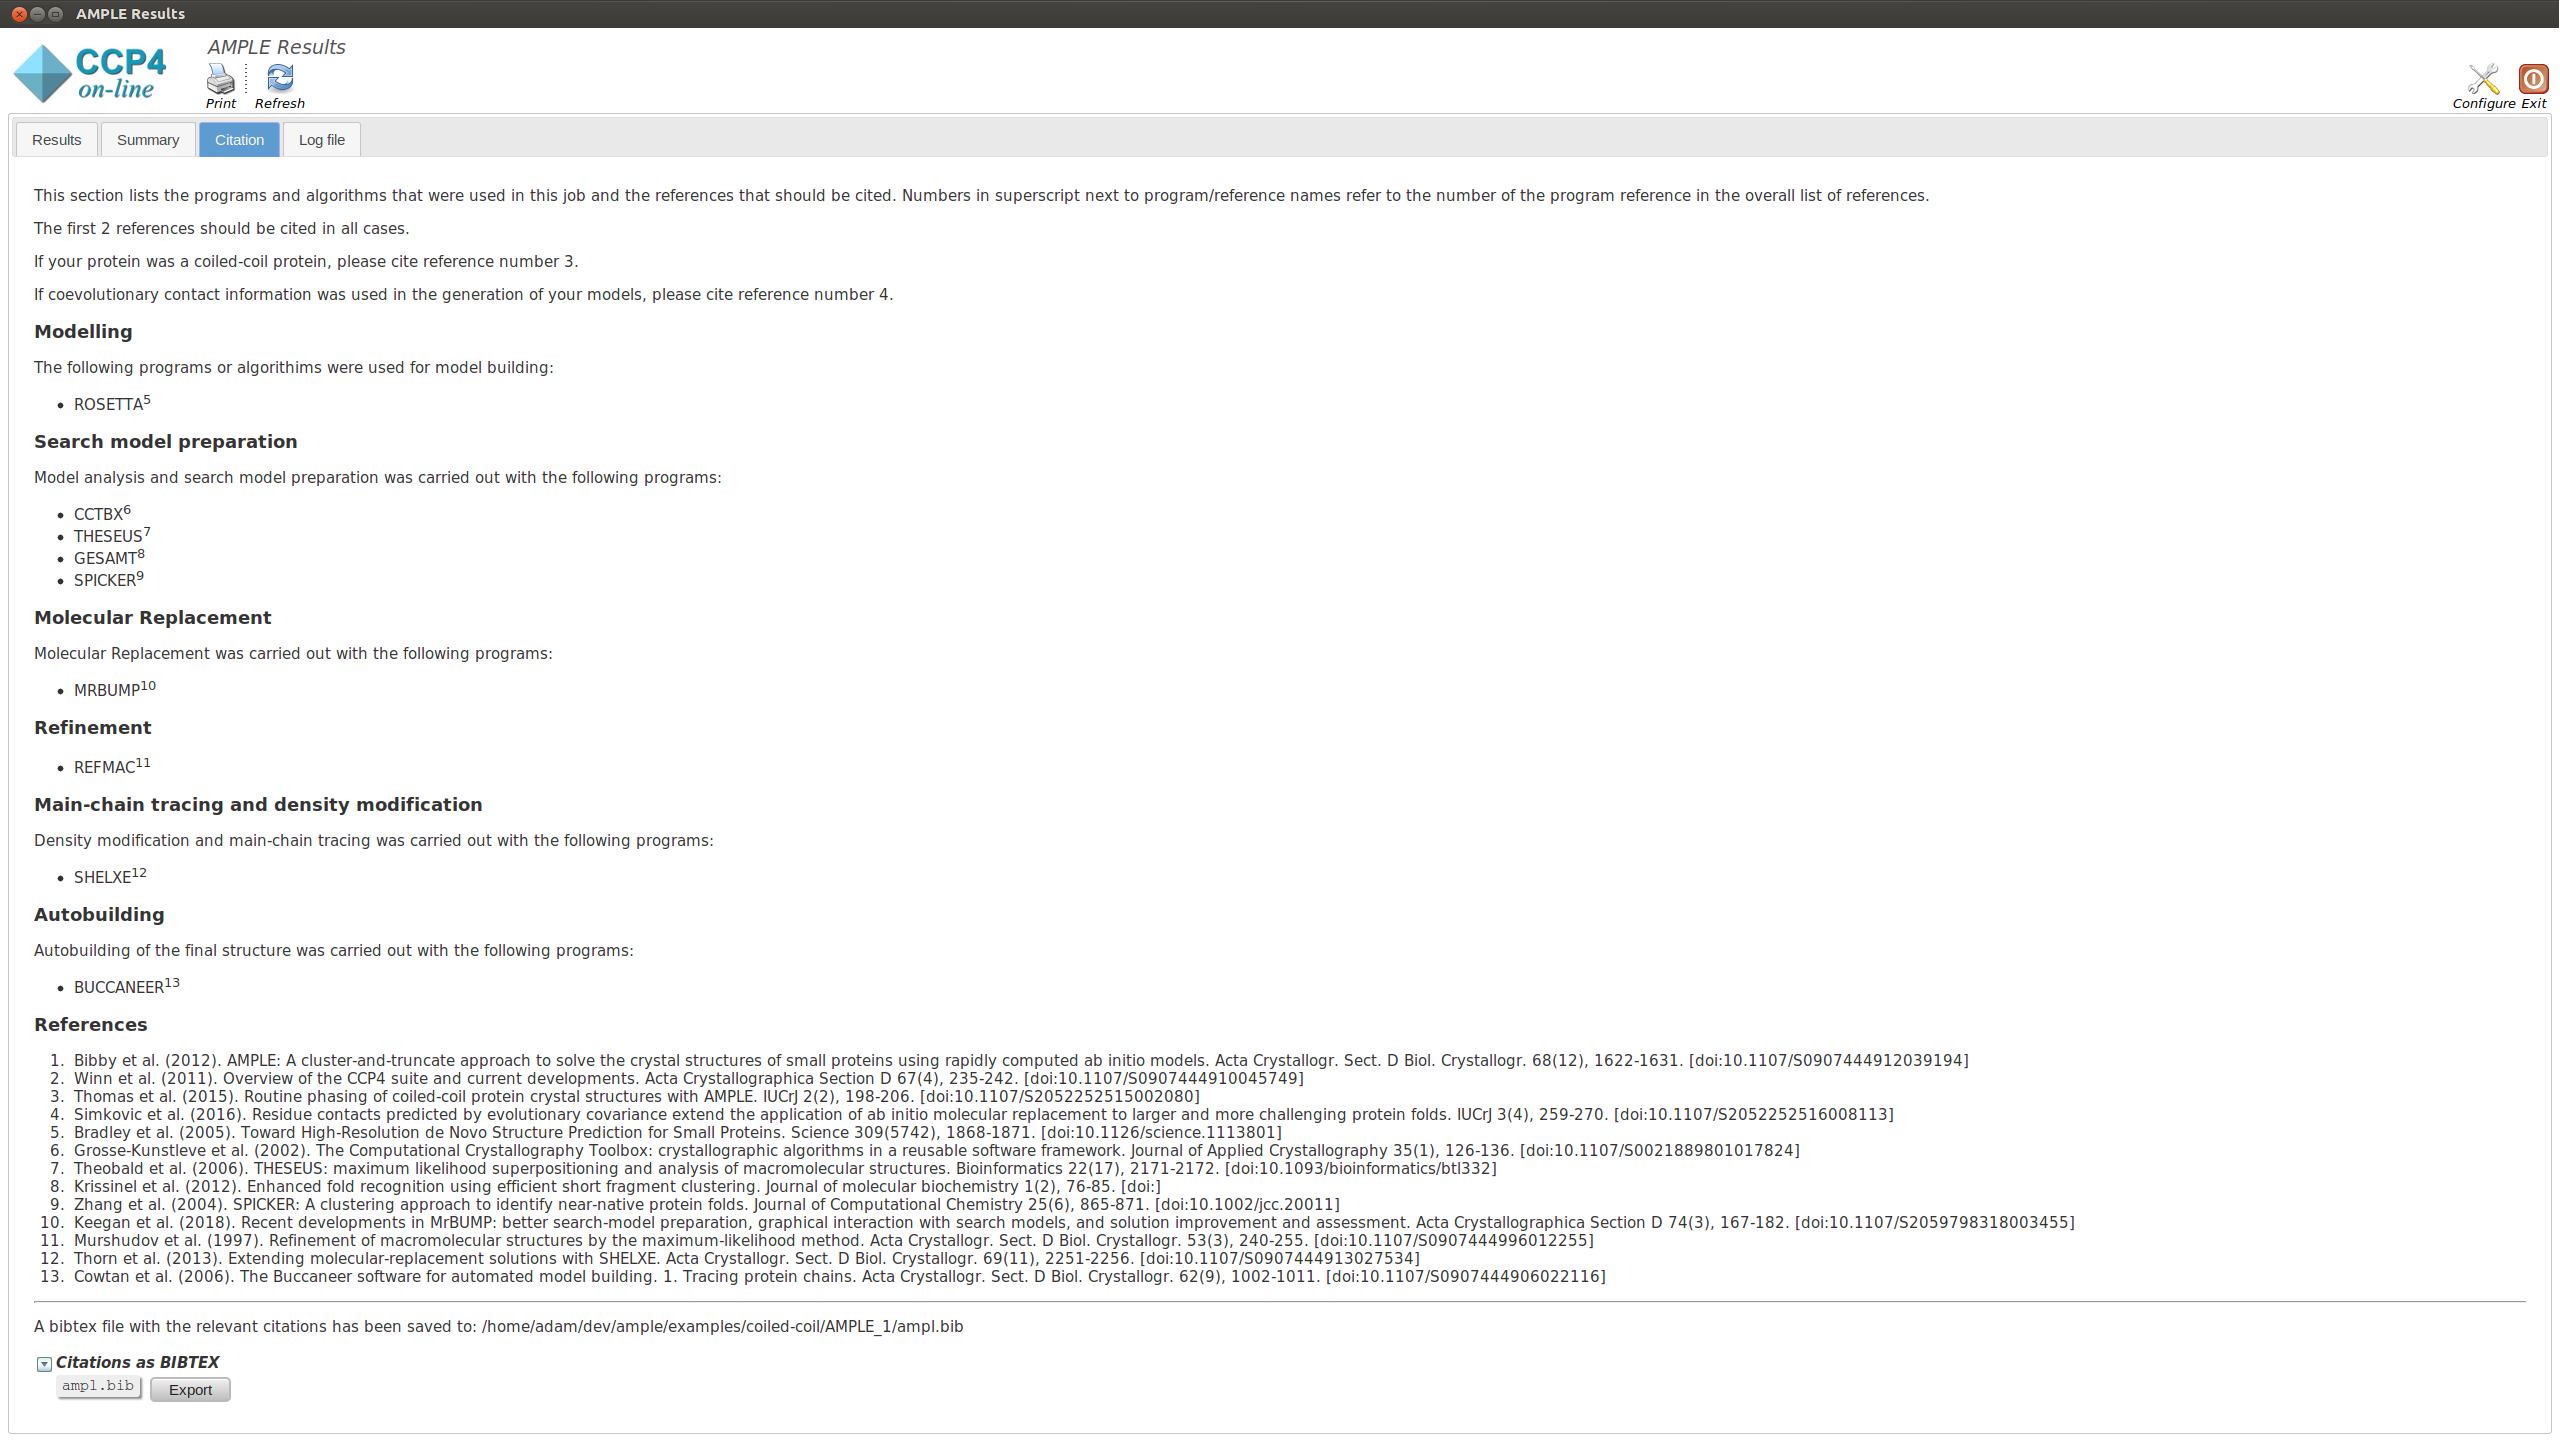 AMPLE Results
CCP4
on-line
AMPLE Results
Print
Refresh
Configure
Exit
Results
Summary
Citation
Log file
This section lists the programs and algorithms that were used in this job and the references that should be cited. Numbers in superscript next to program/reference names refer to the number of the program reference in the overall list of references.
The first 2 references should be cited in all cases.
If your protein was a coiled-coil protein, please cite reference number 3.
If coevolutionary contact information was used in the generation of your models, please cite reference number 4.
Modelling
The following programs or algorithims were used for model building:
• ROSETTA5
Search model preparation
Model analysis and search model preparation was carried out with the following programs:
• CCTBX6
• THESEUS7
• GESAMT8
• SPICKER9
Molecular Replacement
Molecular Replacement was carried out with the following programs:
• MRBUMP10
Refinement
• REFMAC11
Main-chain tracing and density modification
Density modification and main-chain tracing was carried out with the following programs:
• SHELXE12
Autobuilding
Autobuilding of the final structure was carried out with the following programs:
• BUCCANEER13
References
1. Bibby et al. (2012). AMPLE: A cluster-and-truncate approach to solve the crystal structures of small proteins using rapidly computed ab initio models. Acta Crystallogr. Sect. D Biol. Crystallogr. 68(12), 1622-1631. [doi:10.1107/S0907444912039194]
2. Winn et al. (2011). Overview of the CCP4 suite and current developments. Acta Crystallographica Section D 67(4), 235-242. [doi:10.1107/S0907444910045749]
3. Thomas et al. (2015). Routine phasing of coiled-coil protein crystal structures with AMPLE. IUCrJ 2(2), 198-206. [doi:10.1107/S2052252515002080]
4. Simkovic et al. (2016). Residue contacts predicted by evolutionary covariance extend the application of ab initio molecular replacement to larger and more challenging protein folds. IUCrJ 3(4), 259-270. [doi:10.1107/S2052252516008113]
5. Bradley et al. (2005). Toward High-Resolution de Novo Structure Prediction for Small Proteins. Science 309(5742), 1868-1871. [doi:10.1126/science.1113801]
6. Grosse-Kunstleve et al. (2002). The Computational Crystallography Toolbox: crystallographic algorithms in a reusable software framework. Journal of Applied Crystallography 35(1), 126-136. [doi:10.1107/S0021889801017824]
7. Theobald et al. (2006). THESEUS: maximum likelihood superpositioning and analysis of macromolecular structures. Bioinformatics 22(17), 2171-2172. [doi:10.1093/bioinformatics/btl332]
8. Krissinel et al. (2012). Enhanced fold recognition using efficient short fragment clustering. Journal of molecular biochemistry 1(2), 76-85. [doi:]
9. Zhang et al. (2004). SPICKER: A clustering approach to identify near-native protein folds. Journal of Computational Chemistry 25(6), 865-871. [doi:10.1002/jcc.20011]
10. Keegan et al. (2018). Recent developments in MrBUMP: better search-model preparation, graphical interaction with search models, and solution improvement and assessment. Acta Crystallographica Section D 74(3), 167-182. [doi:10.1107/S2059798318003455]
11. Murshudov et al. (1997). Refinement of macromolecular structures by the maximum-likelihood method. Acta Crystallogr. Sect. D Biol. Crystallogr. 53(3), 240-255. [doi:10.1107/S0907444996012255]
12. Thorn et al. (2013). Extending molecular-replacement solutions with SHELXE. Acta Crystallogr. Sect. D Biol. Crystallogr. 69(11), 2251-2256. [doi:10.1107/S0907444913027534]
13. Cowtan et al. (2006). The Buccaneer software for automated model building. 1. Tracing protein chains. Acta Crystallogr. Sect. D Biol. Crystallogr. 62(9), 1002-1011. [doi:10.1107/S0907444906022116]
A bibtex file with the relevant citations has been saved to: /home/adam/dev/ample/examples/coiled-coil/AMPLE_1/ampl.bib
Citations as BIBTEX
ampl.bib
Export